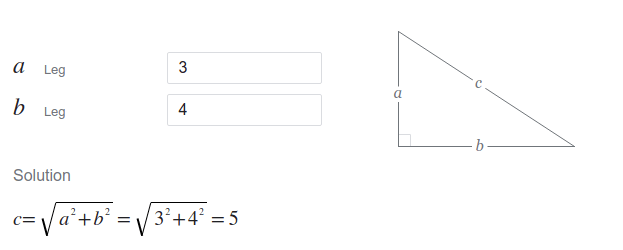 a Leg 3
b Leg 4
a
c
b
Solution
c=√a²+b² = √3²+4² = 5